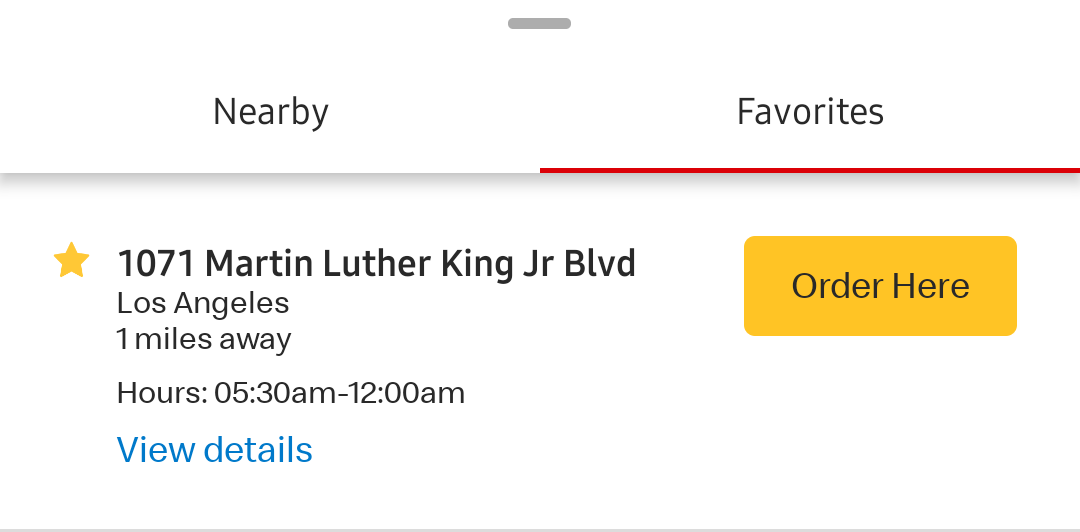 Nearby
Favorites
1071 Martin Luther King Jr Blvd
Los Angeles
1 miles away
Order Here
Hours: 05:30am-12:00am
View details